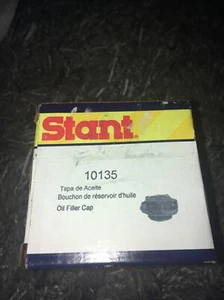 Stant
10135
Tapa de Aceite
Bouchon de réservoir d'huile
Oil Filler Cap